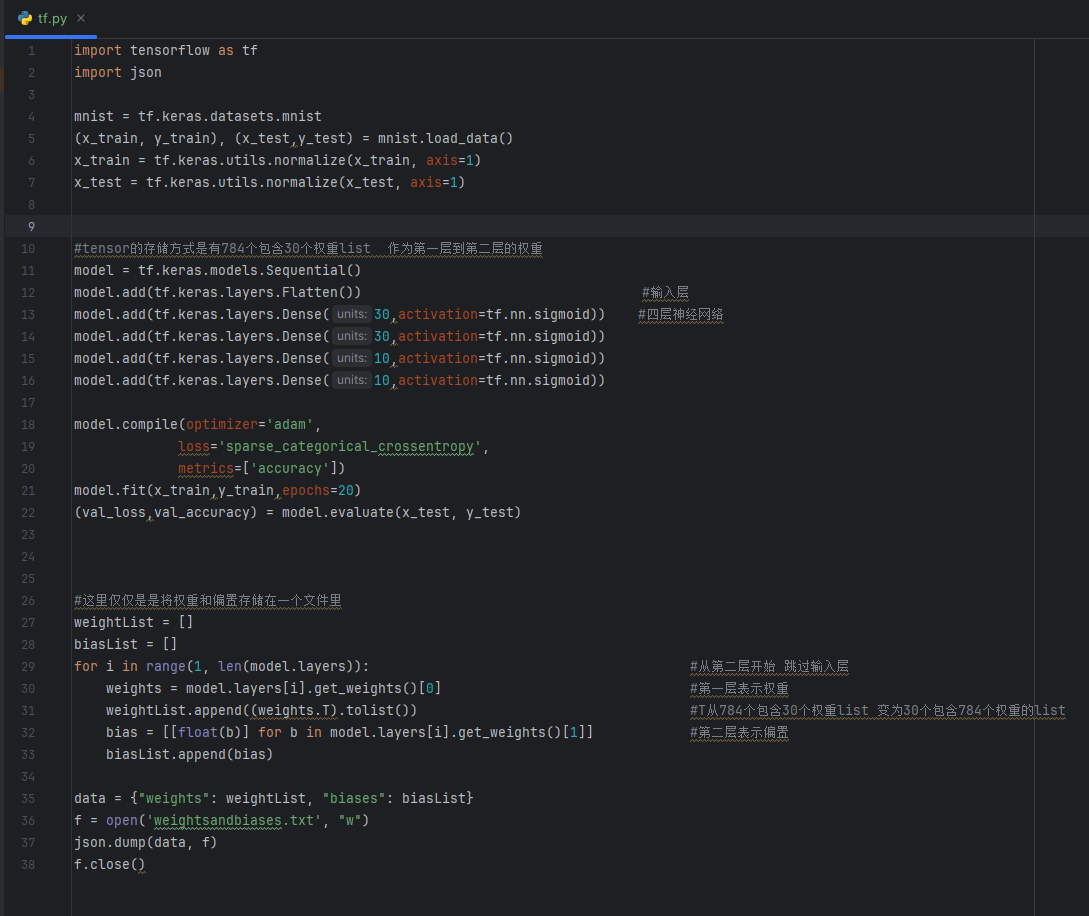 tf.py ×
1 import tensorflow as tf
2 import json
3
4 mnist = tf.keras.datasets.mnist
5 (x_train, y_train), (x_test,y_test) = mnist.load_data()
6 x_train = tf.keras.utils.normalize(x_train, axis=1)
7 x_test = tf.keras.utils.normalize(x_test, axis=1)
8
9
10 #tensor的存储方式是有784个包含30个权重list  作为第一层到第二层的权重
11 model = tf.keras.models.Sequential()
12 model.add(tf.keras.layers.Flatten()) #输入层
13 model.add(tf.keras.layers.Dense( units: 30,activation=tf.nn.sigmoid)) #四层神经网络
14 model.add(tf.keras.layers.Dense( units: 30,activation=tf.nn.sigmoid))
15 model.add(tf.keras.layers.Dense( units: 10,activation=tf.nn.sigmoid))
16 model.add(tf.keras.layers.Dense( units: 10,activation=tf.nn.sigmoid))
17
18 model.compile(optimizer='adam',
19 loss='sparse_categorical_crossentropy',
20 metrics=['accuracy'])
21 model.fit(x_train,y_train,epochs=20)
22 (val_loss,val_accuracy) = model.evaluate(x_test, y_test)
23
24
25
26 #这里仅仅是是将权重和偏置存储在一个文件里
27 weightList = []
28 biasList = []
29 for i in range(1, len(model.layers)): #从第二层开始 跳过输入层
30 weights = model.layers[i].get_weights()[0] #第一层表示权重
31 weightList.append((weights.T).tolist()) #T从784个包含30个权重list 变为30个包含784个权重的list
32 bias = [[float(b)] for b in model.layers[i].get_weights()[1]] #第二层表示偏置
33 biasList.append(bias)
34
35 data = {"weights": weightList, "biases": biasList}
36 f = open('weightsandbiases.txt', "w")
37 json.dump(data, f)
38 f.close()